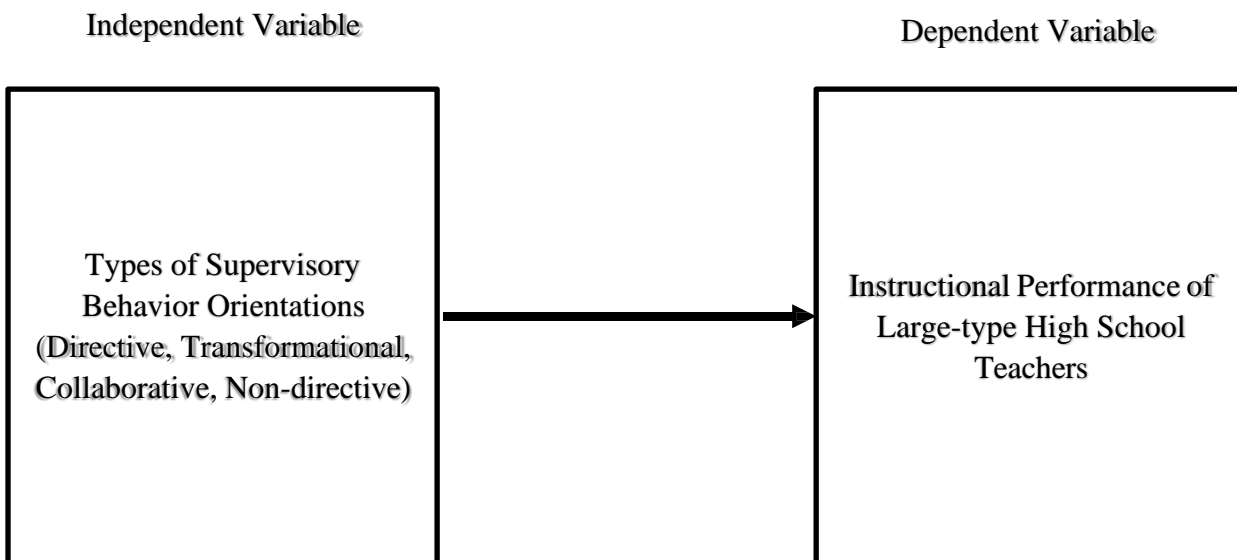 Independent Variable
Dependent Variable
Types of Supervisory
Behavior Orientations
(Directive, Transformational,
Collaborative, Non-directive)
Instructional Performance of
Large-type High School
Teachers